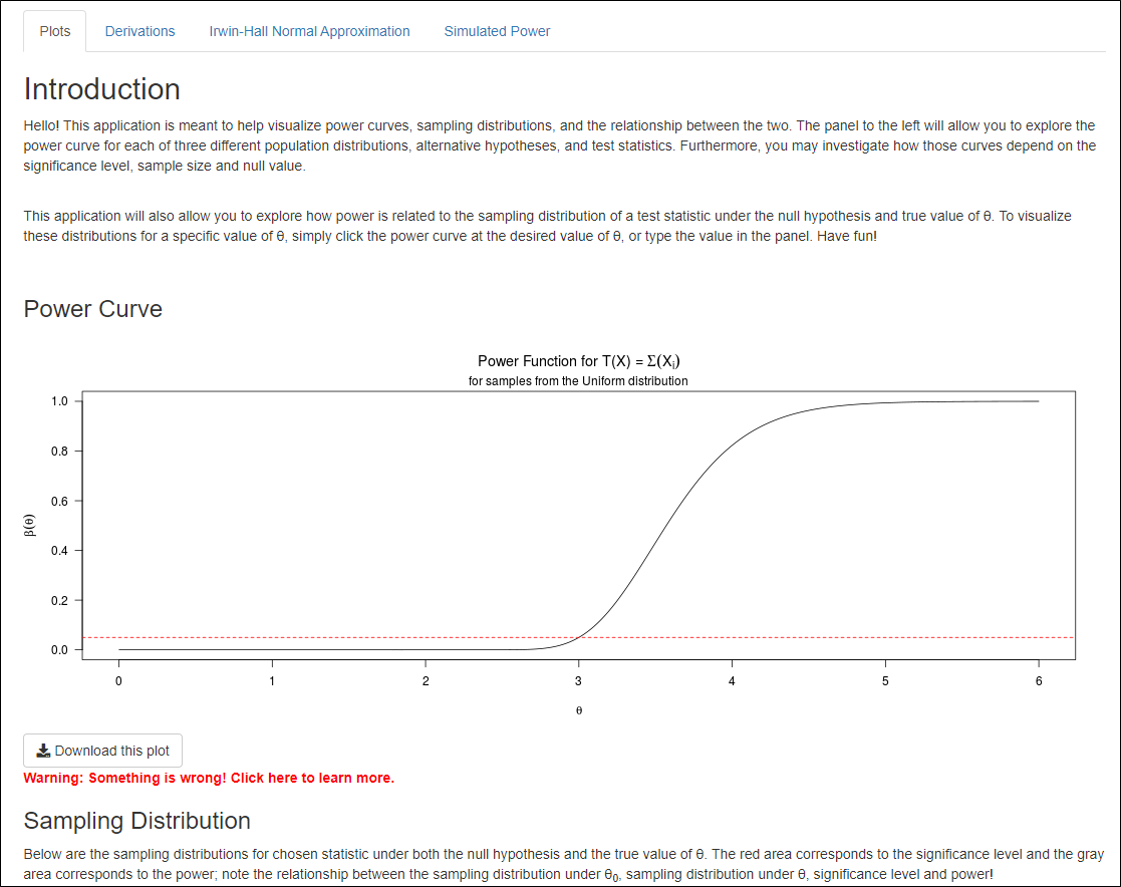 Plots Derivations Irwin-Hall Normal Approximation Simulated Power
Introduction
Hello! This application is meant to help visualize power curves, sampling distributions, and the relationship between the two. The panel to the left will allow you to explore the
power curve for each of three different population distributions, alternative hypotheses, and test statistics. Furthermore, you may investigate how those curves depend on the
significance level, sample size and null value.
This application will also allow you to explore how power is related to the sampling distribution of a test statistic under the null hypothesis and true value of θ. To visualize
these distributions for a specific value of θ, simply click the power curve at the desired value of θ, or type the value in the panel. Have fun!
Power Curve
Power Function for T(X) = Σ(Xᵢ)
for samples from the Uniform distribution
1.0
0.8
0.6
0.4
0.2
0.0
β(θ)
0 1 2 3 4 5 6
θ
Download this plot
Warning: Something is wrong! Click here to learn more.
Sampling Distribution
Below are the sampling distributions for chosen statistic under both the null hypothesis and the true value of θ. The red area corresponds to the significance level and the gray
area corresponds to the power; note the relationship between the sampling distribution under θ₀, sampling distribution under θ, significance level and power!